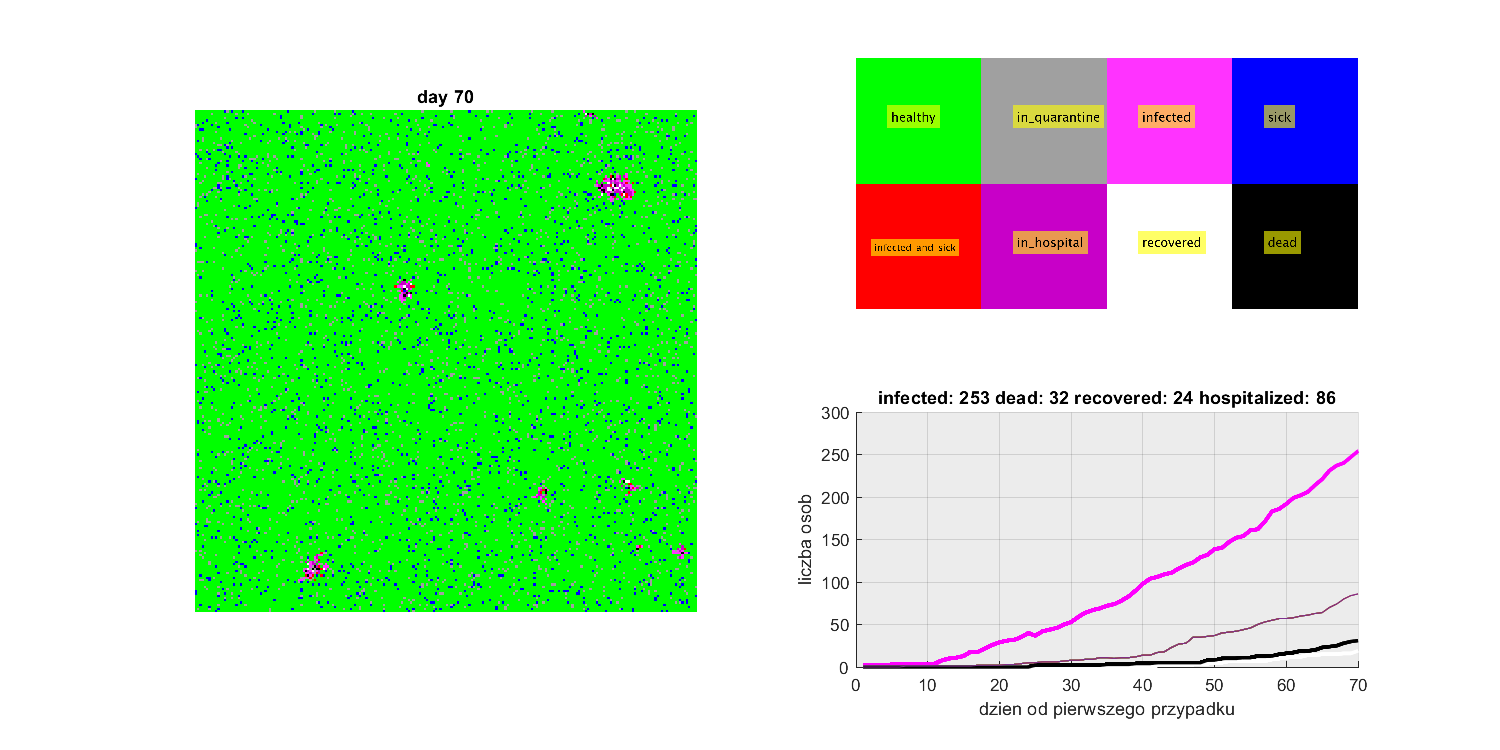 day 70
healthy
in_quarantine
infected
sick
infected and sick
in_hospital
recovered
dead
infected: 253 dead: 32 recovered: 24 hospitalized: 86
300
250
200
150
100
50
0
liczba osob
0 10 20 30 40 50 60 70
dzien od pierwszego przypadku